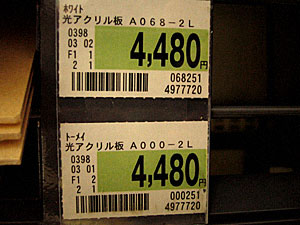 ホワイト
光アクリル板 A068-2L
0398
03 02
F1 1
2 1
4,480円
068251
4977720
トーメイ
光アクリル板 A000-2L
0398
03 01
F1 2
2 1
4,480円
000251
4977720